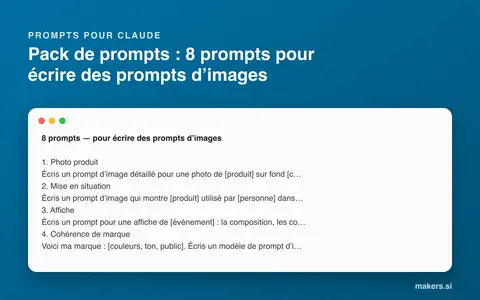 PROMPTS POUR CLAUDE
Pack de prompts : 8 prompts pour
écrire des prompts d’images
8 prompts — pour écrire des prompts d’images
1. Photo produit
Écris un prompt d’image détaillé pour une photo de [produit] sur fond [c…
2. Mise en situation
Écris un prompt d’image qui montre [produit] utilisé par [personne] dans…
3. Affiche
Écris un prompt pour une affiche de [événement] : la composition, les co…
4. Cohérence de marque
Voici ma marque : [couleurs, ton, public]. Écris un modèle de prompt d’i…
makers.si